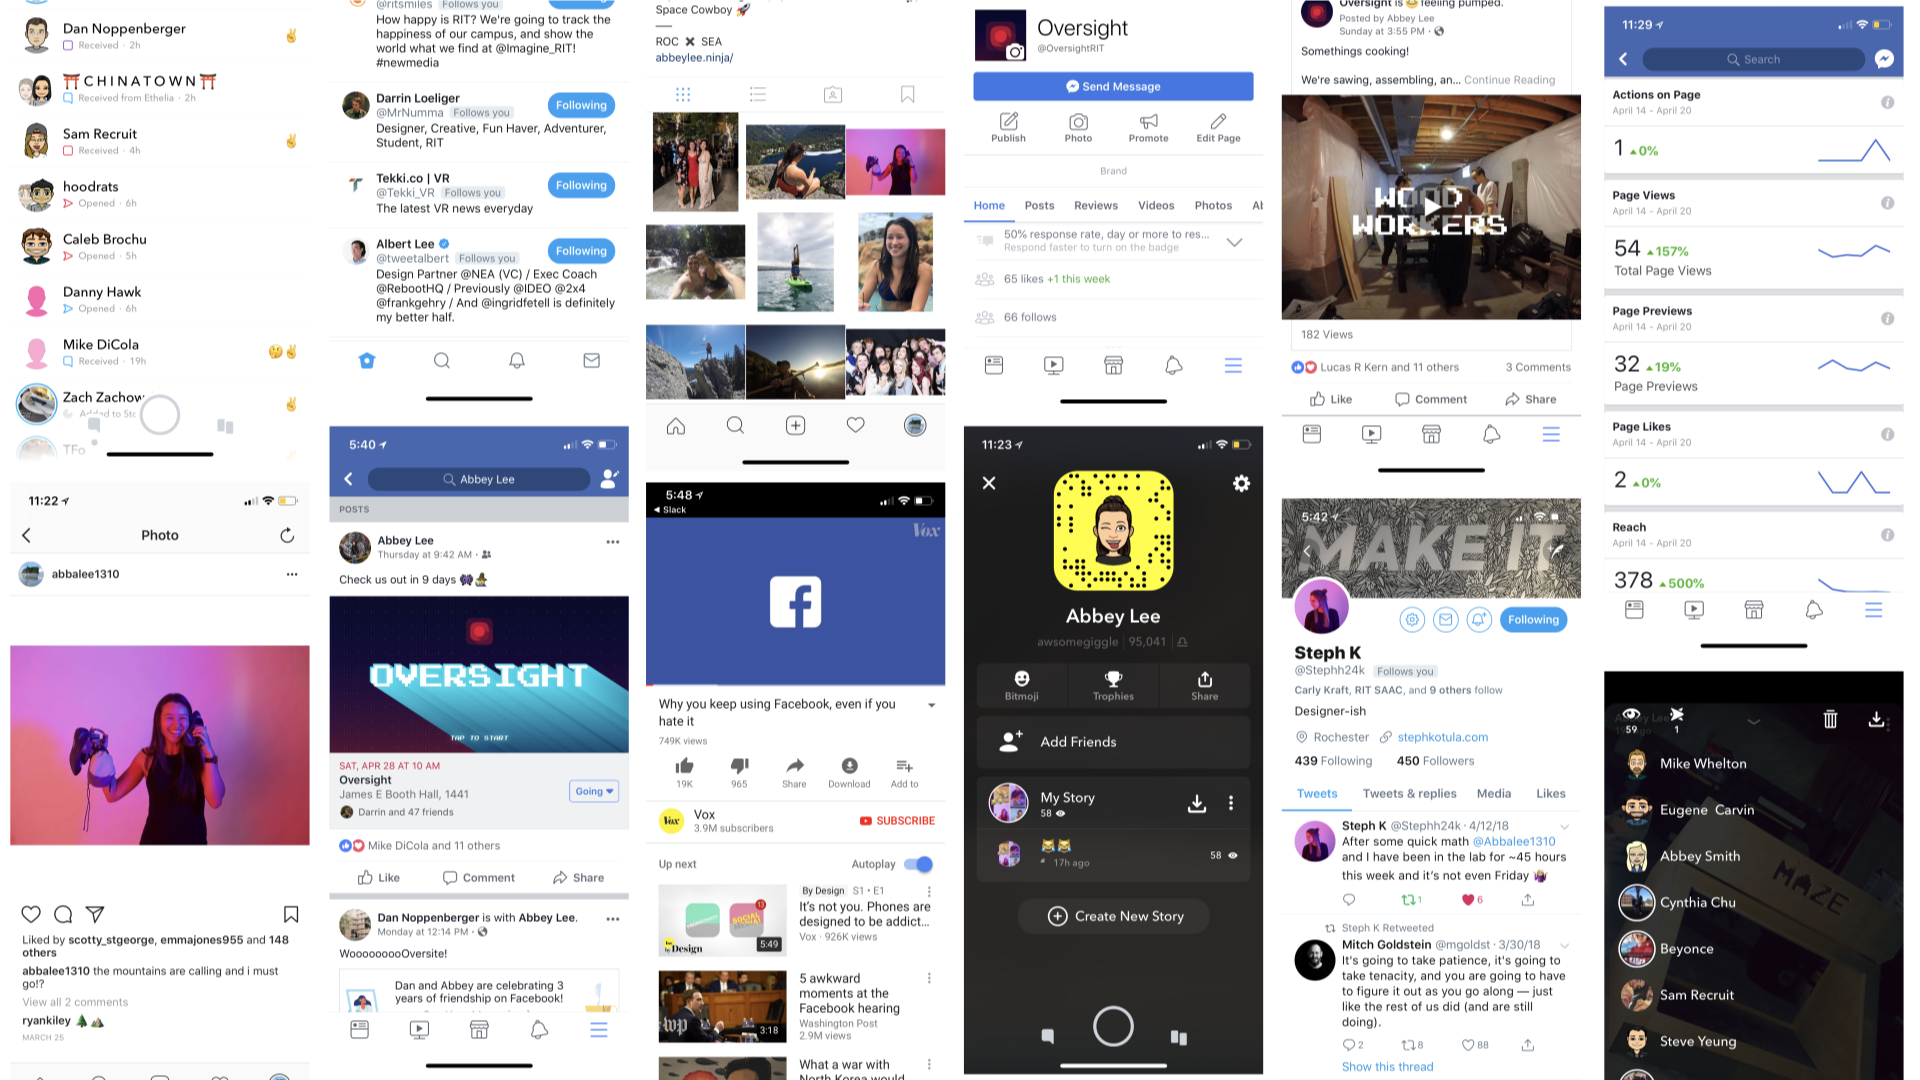 Dan Noppenberger
Received · 2h
CHINATOWN
Received from Ethelia · 2h
Sam Recruit
Received · 4h
hoodrats
Opened · 6h
Caleb Brochu
Opened · 5h
Danny Hawk
Opened · 6h
Mike DiCola
Received · 19h
Zach Zachow
Added to Sto
TFo
11:22
Photo
abbalee1310
Liked by scotty_stgeorge, emmajones955 and 148
others
abbalee1310 the mountains are calling and i must
go!?
View all 2 comments
ryankiley
MARCH 25
@ritsmiles Follows you
How happy is RIT? We're going to track the
happiness of our campus, and show the
world what we find at @Imagine_RIT!
#newmedia
Darrin Loeliger
@MrNumma Follows you
Following
Designer, Creative, Fun Haver, Adventurer,
Student, RIT
Tekki.co | VR
@Tekki_VR Follows you
Following
The latest VR news everyday
Albert Lee
@tweetalbert Follows you
Following
Design Partner @NEA (VC) / Exec Coach
@RebootHQ / Previously @IDEO @2x4
@frankgehry / And @ingridfetell is definitely
my better half.
5:40
Abbey Lee
POSTS
Abbey Lee
Thursday at 9:42 AM
Check us out in 9 days
OVERSIGHT
TAP TO START
SAT, APR 28 AT 10 AM
Oversight
James E Booth Hall, 1441
Darrin and 47 friends
Going
Mike DiCola and 11 others
Like Comment Share
Dan Noppenberger is with Abbey Lee.
Monday at 12:14 PM
WoooooooOversite!
Dan and Abbey are celebrating 3
years of friendship on Facebook!
Space Cowboy
—
ROC ✖ SEA
abbeylee.ninja/
5:48
Slack
Vox
Why you keep using Facebook, even if you
hate it
749K views
19K 965 Share Download Add to
Vox
3.9M subscribers
SUBSCRIBE
Up next
Autoplay
By Design S1 • E1
It's not you. Phones are
designed to be addict...
Vox · 926K views
by Design
13
5:49
5 awkward
moments at the
Facebook hearing
Washington Post
2.9M views
wp
3:18
What a war with
North Korea would
Oversight
@OversightRIT
Send Message
Publish Photo Promote Edit Page
Brand
Home Posts Reviews Videos Photos Al
50% response rate, day or more to res...
Respond faster to turn on the badge
65 likes +1 this week
66 follows
11:23
Abbey Lee
awsomegiggle 95,041
Bitmoji Trophies Share
Add Friends
My Story
58
17h ago
58
Create New Story
Oversight is feeling pumped.
Posted by Abbey Lee
Sunday at 3:55 PM
Somethings cooking!
We're sawing, assembling, an... Continue Reading
WOOD
WORKERS
182 Views
Lucas R Kern and 11 others
3 Comments
Like Comment Share
5:42
MAKE IT
Following
Steph K
@Stephh24k Follows you
Carly Kraft, RIT SAAC, and 9 others follow
Designer-ish
Rochester stephkotula.com
439 Following 450 Followers
Tweets Tweets & replies Media Likes
Steph K @Stephh24k · 4/12/18
After some quick math @Abbalee1310
and I have been in the lab for ~45 hours
this week and it's not even Friday
1 6
Steph K Retweeted
Mitch Goldstein @mgoldst · 3/30/18
It's going to take patience, it's going to
take tenacity, and you are going to have
to figure it out as you go along — just
like the rest of us did (and are still
doing).
2 8 88
Show this thread
11:29
Search
Actions on Page
April 14 - April 20
1 0%
Page Views
April 14 - April 20
54 157%
Total Page Views
Page Previews
April 14 - April 20
32 19%
Page Previews
Page Likes
April 14 - April 20
2 0%
Reach
April 14 - April 20
378 500%
Abbey Lee
59 1
Mike Whelton
Eugene Carvin
Abbey Smith
MAZE
Cynthia Chu
Beyonce
Sam Recruit
Steve Yeung